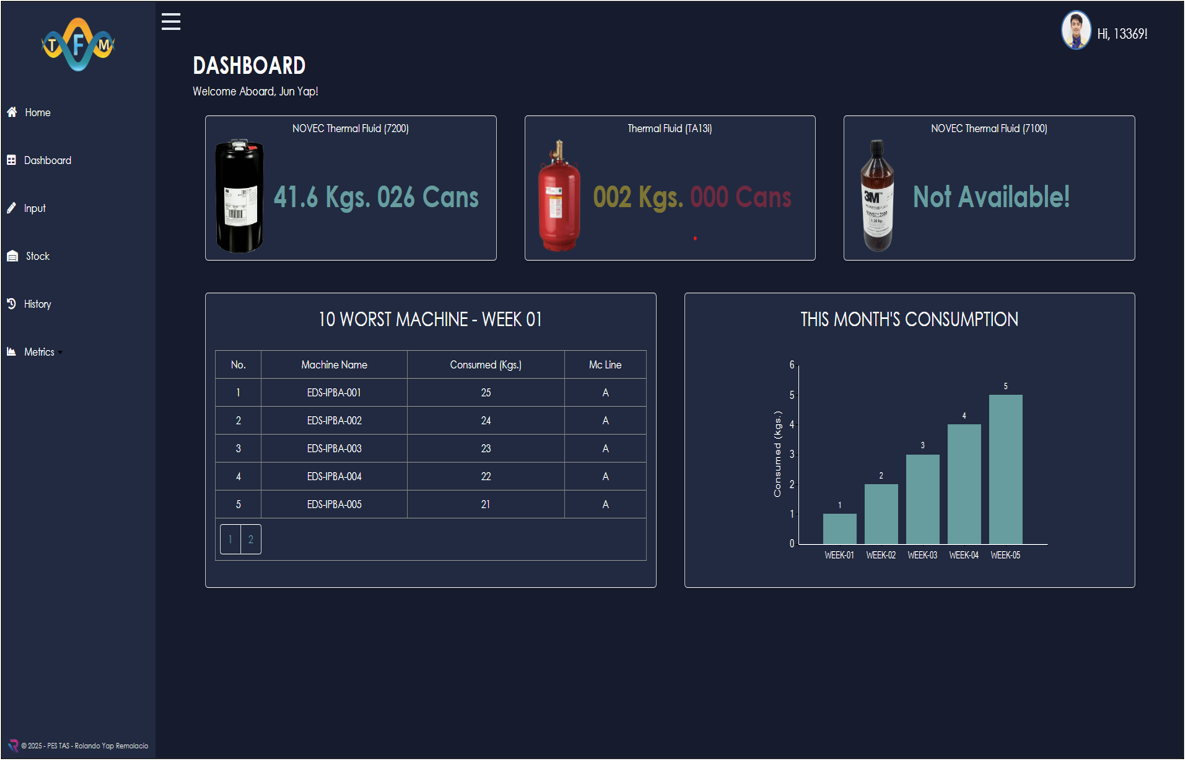 T F M
Hi, 13369!
Home
Dashboard
Input
Stock
History
Metrics
DASHBOARD
Welcome Aboard, Jun Yap!
NOVEC Thermal Fluid (7200)
41.6 Kgs. 026 Cans
Thermal Fluid (TA13i)
002 Kgs. 000 Cans
NOVEC Thermal Fluid (7100)
3M
Not Available!
10 WORST MACHINE - WEEK 01
No. Machine Name Consumed (Kgs.) Mc Line
1 EDS-IPBA-001 25 A
2 EDS-IPBA-002 24 A
3 EDS-IPBA-003 23 A
4 EDS-IPBA-004 22 A
5 EDS-IPBA-005 21 A
1 2
THIS MONTH'S CONSUMPTION
Consumed (kgs.)
6
5
4
3
2
1
0
1
2
3
4
5
WEEK-01 WEEK-02 WEEK-03 WEEK-04 WEEK-05
© 2025 - PES TAS - Rolando Yap Remolacio